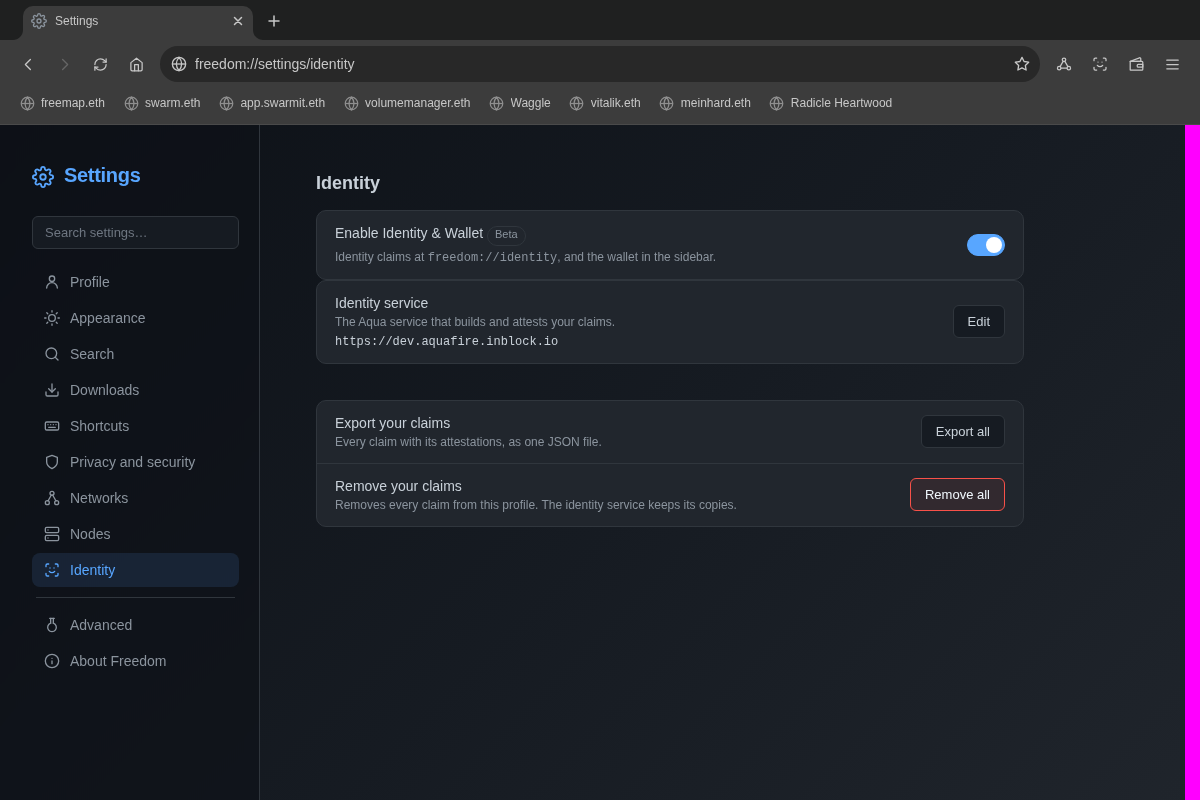 Settings
freedom://settings/identity
freemap.eth
swarm.eth
app.swarmit.eth
volumemanager.eth
Waggle
vitalik.eth
meinhard.eth
Radicle Heartwood
Settings
Search settings…
Profile
Appearance
Search
Downloads
Shortcuts
Privacy and security
Networks
Nodes
Identity
Advanced
About Freedom
Identity
Enable Identity & Wallet Beta
Identity claims at freedom://identity, and the wallet in the sidebar.
Identity service
The Aqua service that builds and attests your claims.
https://dev.aquafire.inblock.io
Edit
Export your claims
Every claim with its attestations, as one JSON file.
Export all
Remove your claims
Removes every claim from this profile. The identity service keeps its copies.
Remove all